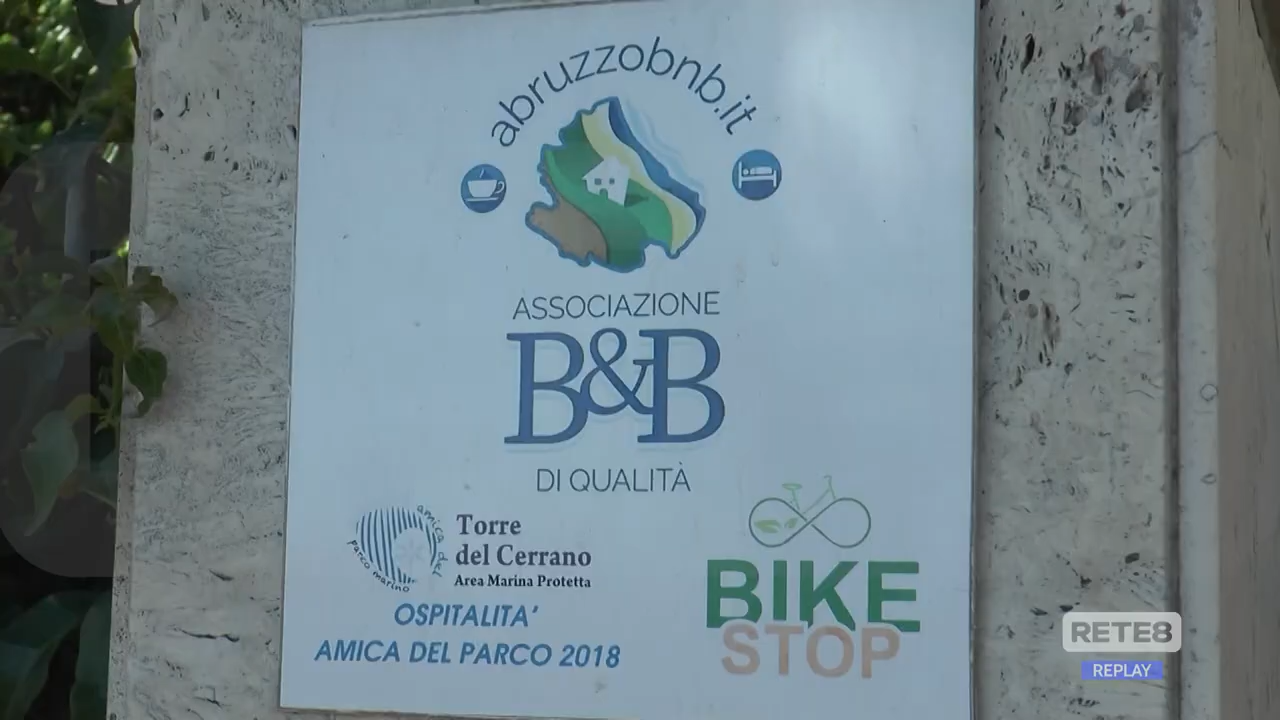 abruzzobnb.it
ASSOCIAZIONE
B&B
DI QUALITÀ
amica del
parco marino
Torre
del Cerrano
Area Marina Protetta
OSPITALITA'
AMICA DEL PARCO 2018
BIKE
STOP
RETE8
REPLAY